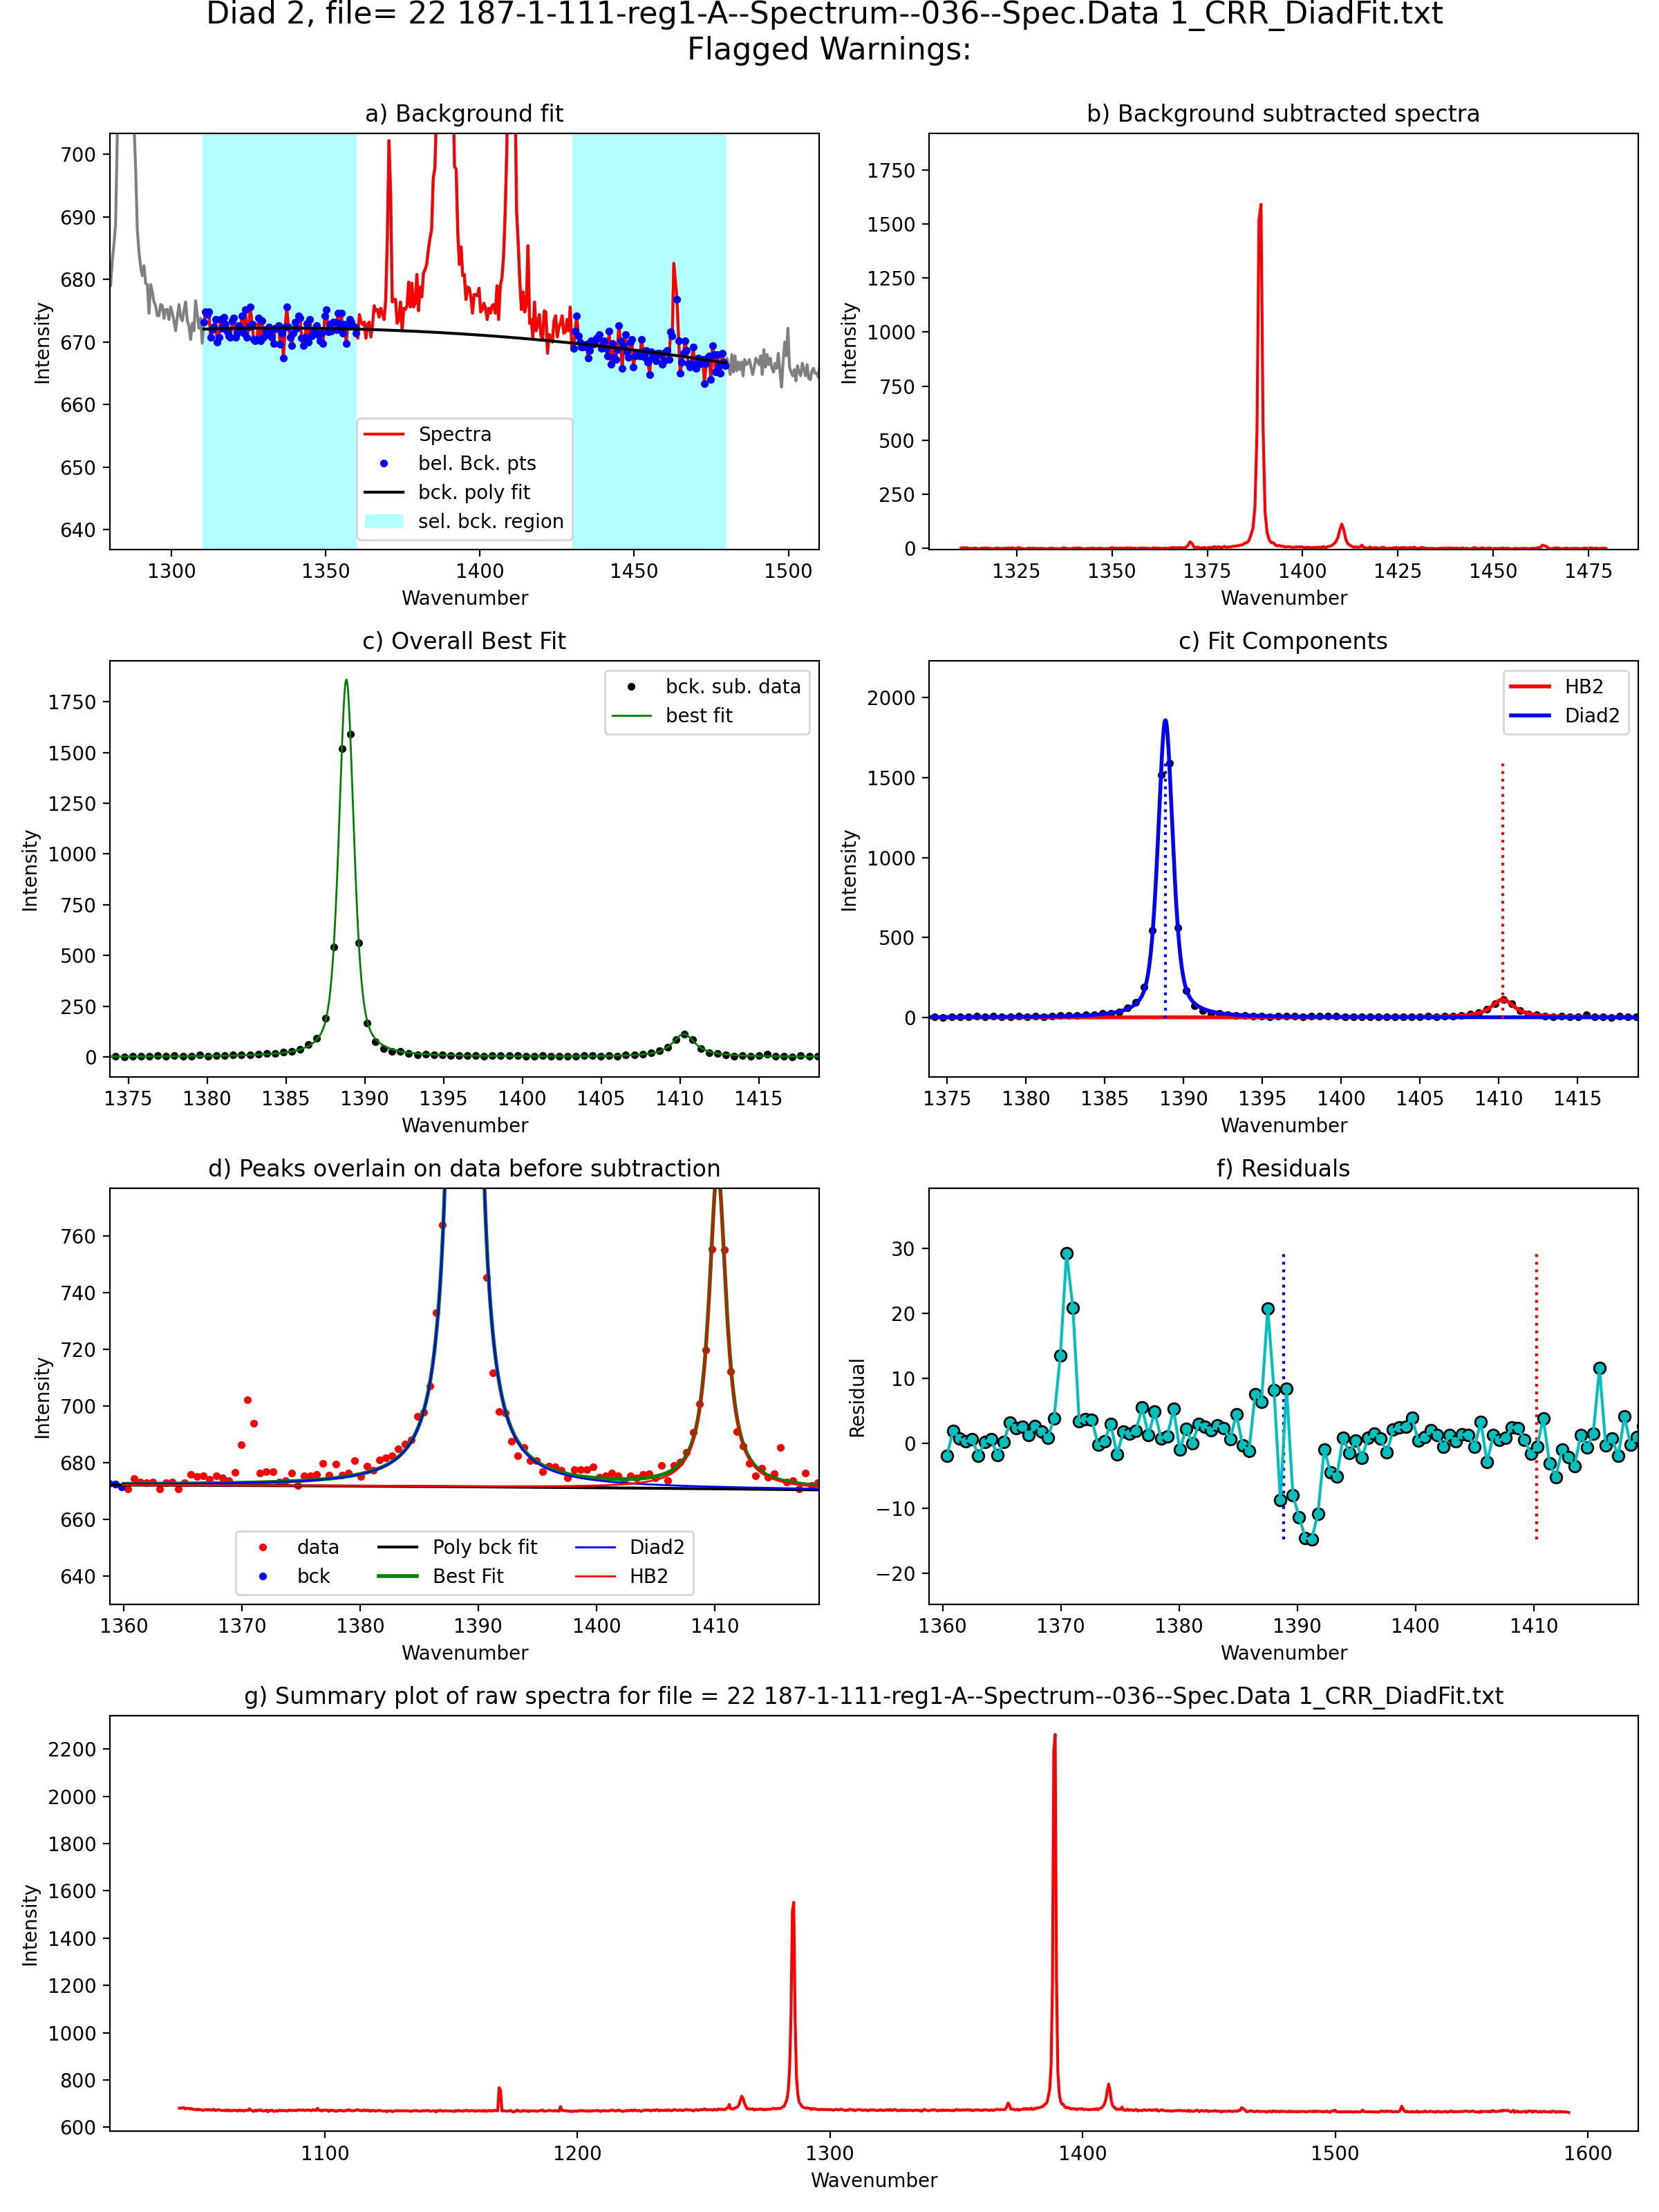 Diad 2, file= 22 187-1-111-reg1-A--Spectrum--036--Spec.Data 1_CRR_DiadFit.txt
Flagged Warnings:
a) Background fit
700
690
680
670
660
650
640
Intensity
Spectra
bel. Bck. pts
bck. poly fit
sel. bck. region
1300 1350 1400 1450 1500
Wavenumber
b) Background subtracted spectra
1750
1500
1250
1000
750
500
250
0
Intensity
1325 1350 1375 1400 1425 1450 1475
Wavenumber
c) Overall Best Fit
1750
1500
1250
1000
750
500
250
0
Intensity
bck. sub. data
best fit
1375 1380 1385 1390 1395 1400 1405 1410 1415
Wavenumber
c) Fit Components
2000
1500
1000
500
0
Intensity
HB2
Diad2
1375 1380 1385 1390 1395 1400 1405 1410 1415
Wavenumber
d) Peaks overlain on data before subtraction
760
740
720
700
680
660
640
Intensity
data Poly bck fit Diad2
bck Best Fit HB2
1360 1370 1380 1390 1400 1410
Wavenumber
f) Residuals
30
20
10
0
−10
−20
Residual
1360 1370 1380 1390 1400 1410
Wavenumber
g) Summary plot of raw spectra for file = 22 187-1-111-reg1-A--Spectrum--036--Spec.Data 1_CRR_DiadFit.txt
2200
2000
1800
1600
1400
1200
1000
800
600
Intensity
1100 1200 1300 1400 1500 1600
Wavenumber